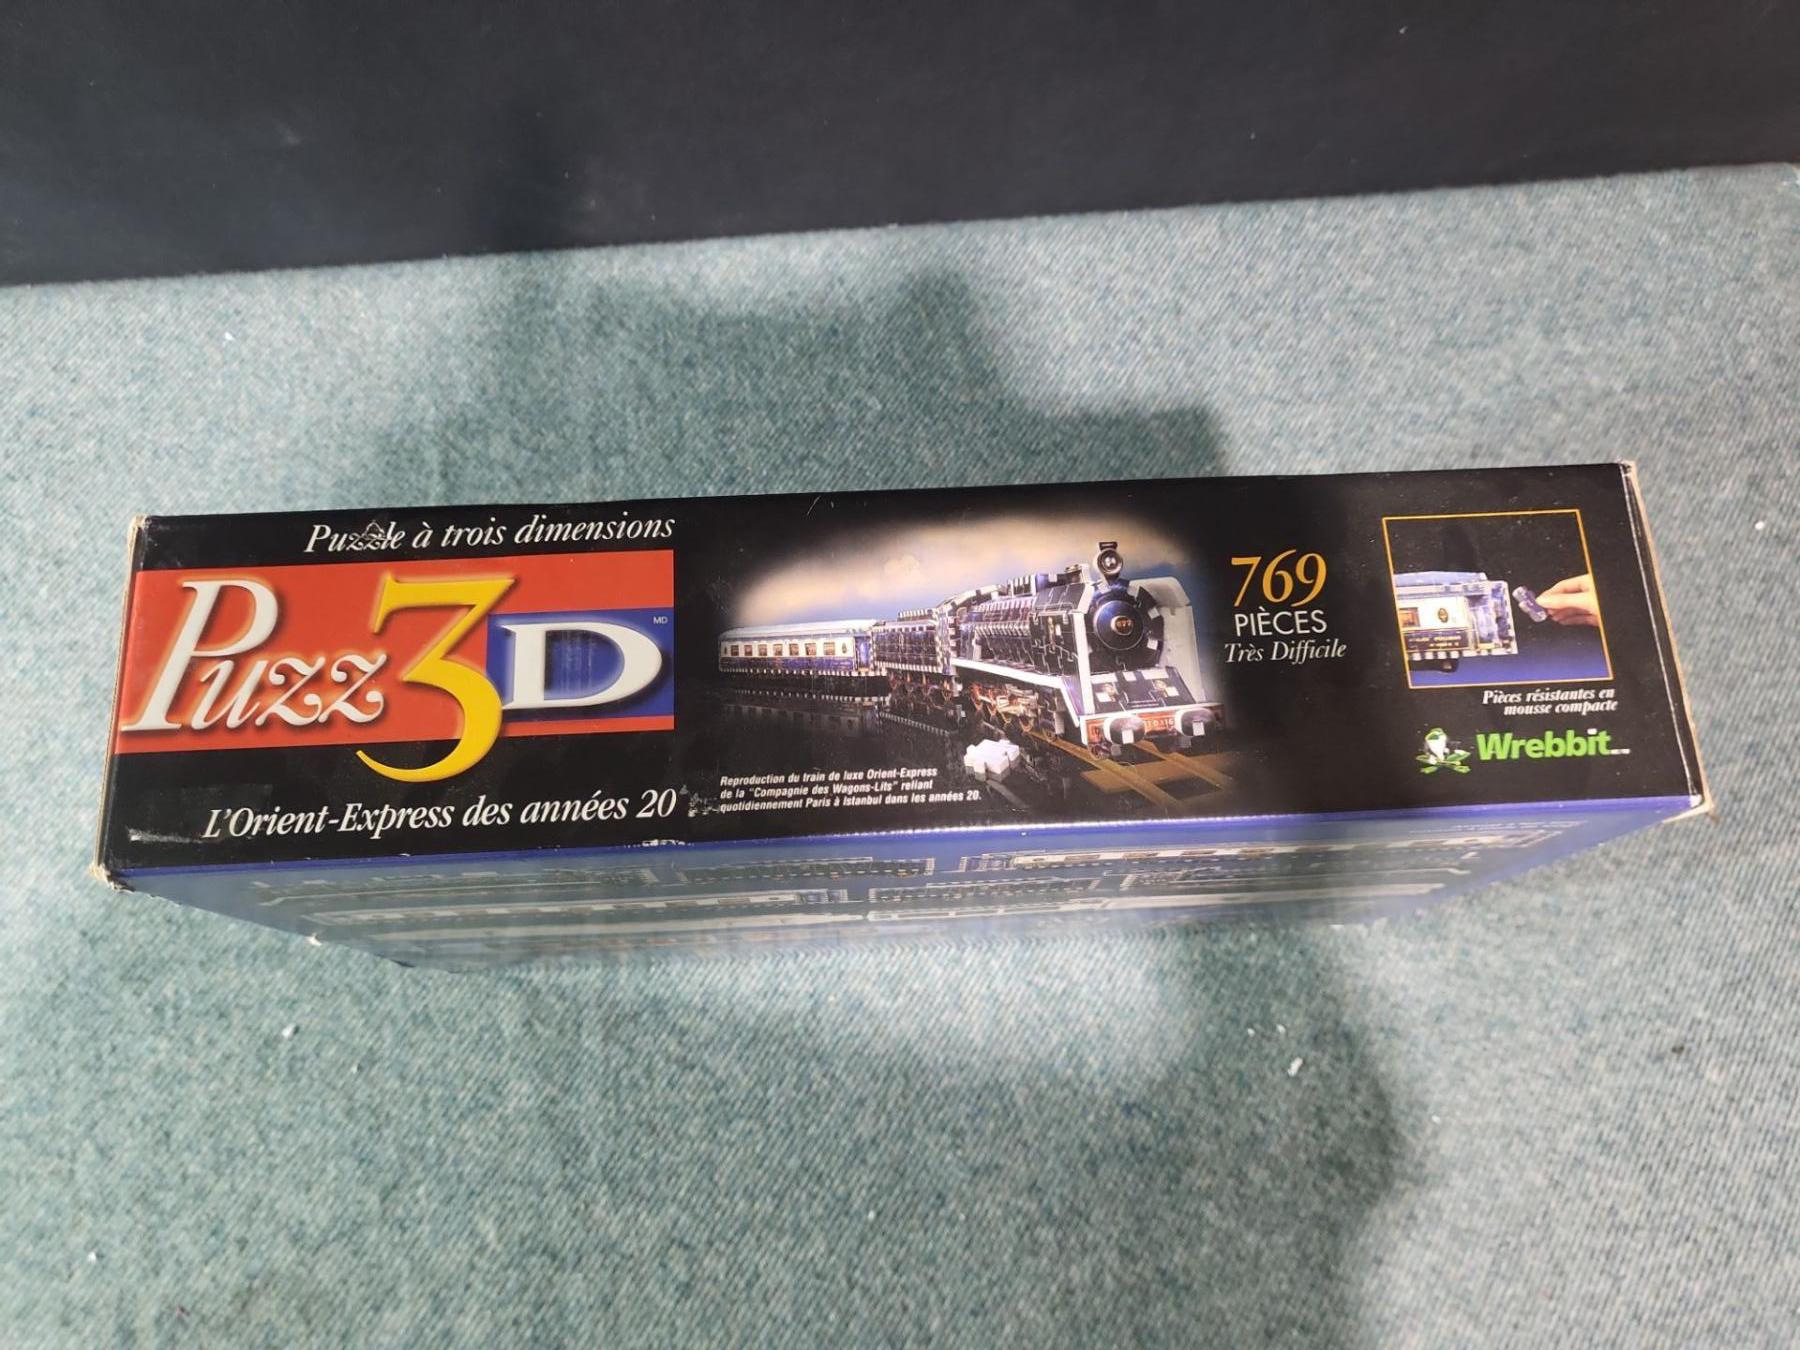 Puzzle à trois dimensions
Puzz3D MD
L'Orient-Express des années 20
Reproduction du train de luxe Orient-Express
de la "Compagnie des Wagons-Lits" reliant
quotidiennement Paris à Istanbul dans les années 20.
769
PIÈCES
Très Difficile
Pièces résistantes en
mousse compacte
Wrebbit